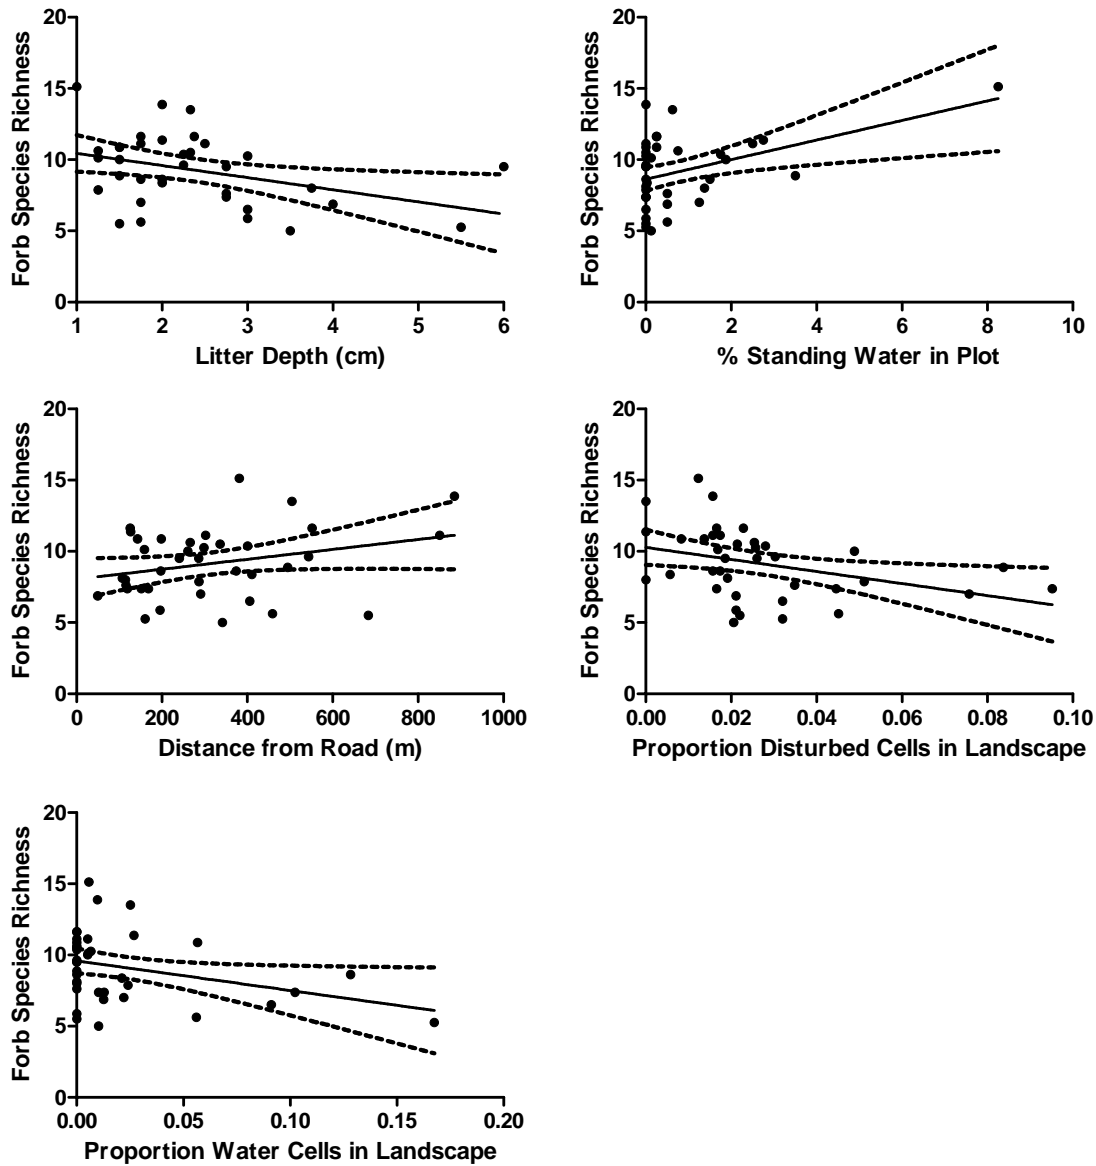 20
15
10
5
0
Forb Species Richness
1 2 3 4 5 6
Litter Depth (cm)
20
15
10
5
0
Forb Species Richness
0 2 4 6 8 10
% Standing Water in Plot
20
15
10
5
0
Forb Species Richness
0 200 400 600 800 1000
Distance from Road (m)
20
15
10
5
0
Forb Species Richness
0.00 0.02 0.04 0.06 0.08 0.10
Proportion Disturbed Cells in Landscape
20
15
10
5
0
Forb Species Richness
0.00 0.05 0.10 0.15 0.20
Proportion Water Cells in Landscape